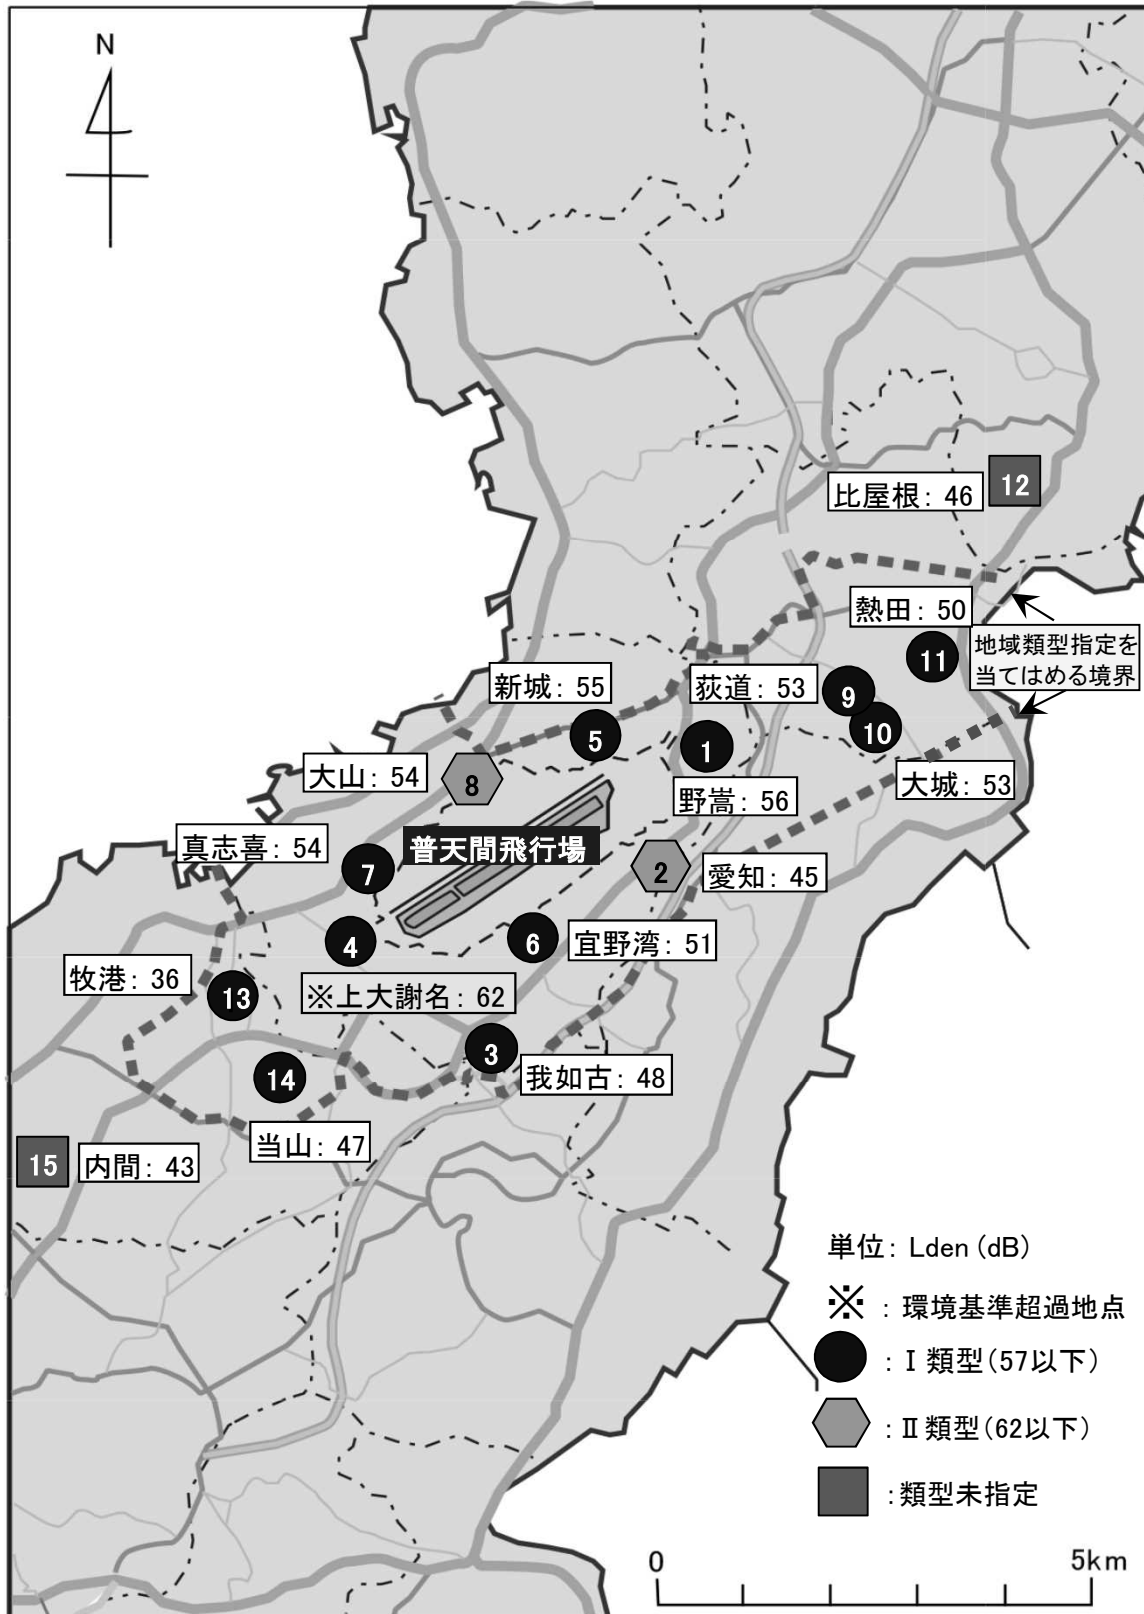 N
比屋根: 46
12
熱田: 50
地域類型指定を
当てはめる境界
11
新城: 55
荻道: 53
9
10
5
1
大山: 54
8
野嵩: 56
大城: 53
真志喜: 54
普天間飛行場
7
2
愛知: 45
4
6
宜野湾: 51
牧港: 36
13
※上大謝名: 62
3
我如古: 48
14
当山: 47
15
内間: 43
単位: Lden (dB)
※ : 環境基準超過地点
: Ⅰ類型(57以下)
: Ⅱ類型(62以下)
: 類型未指定
0
5km